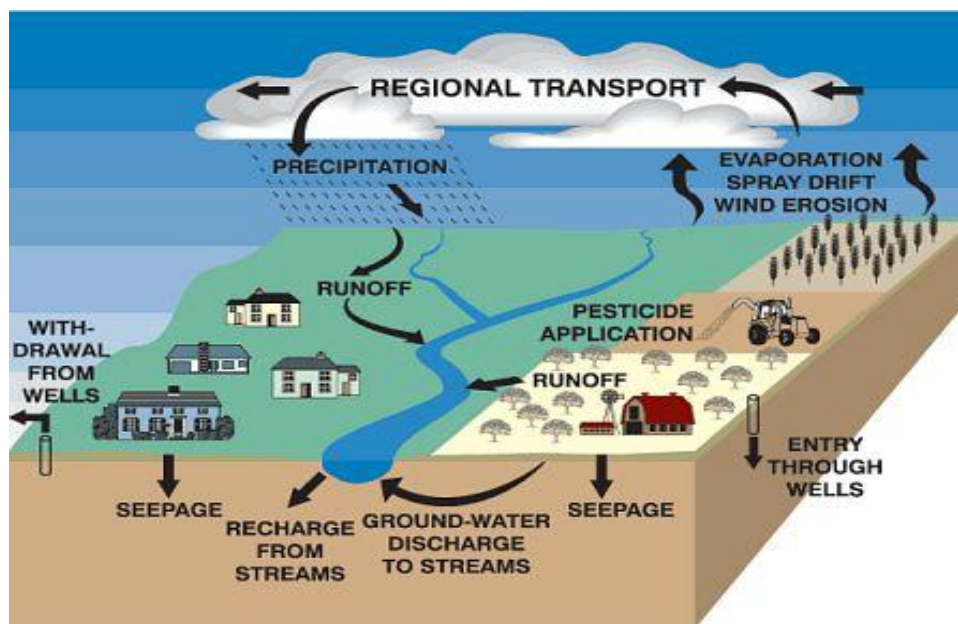 REGIONAL TRANSPORT
PRECIPITATION
EVAPORATION
SPRAY DRIFT
WIND EROSION
RUNOFF
PESTICIDE
APPLICATION
WITH-
DRAWAL
FROM
WELLS
RUNOFF
ENTRY
THROUGH
WELLS
SEEPAGE
RECHARGE
FROM
STREAMS
GROUND-WATER
DISCHARGE
TO STREAMS
SEEPAGE